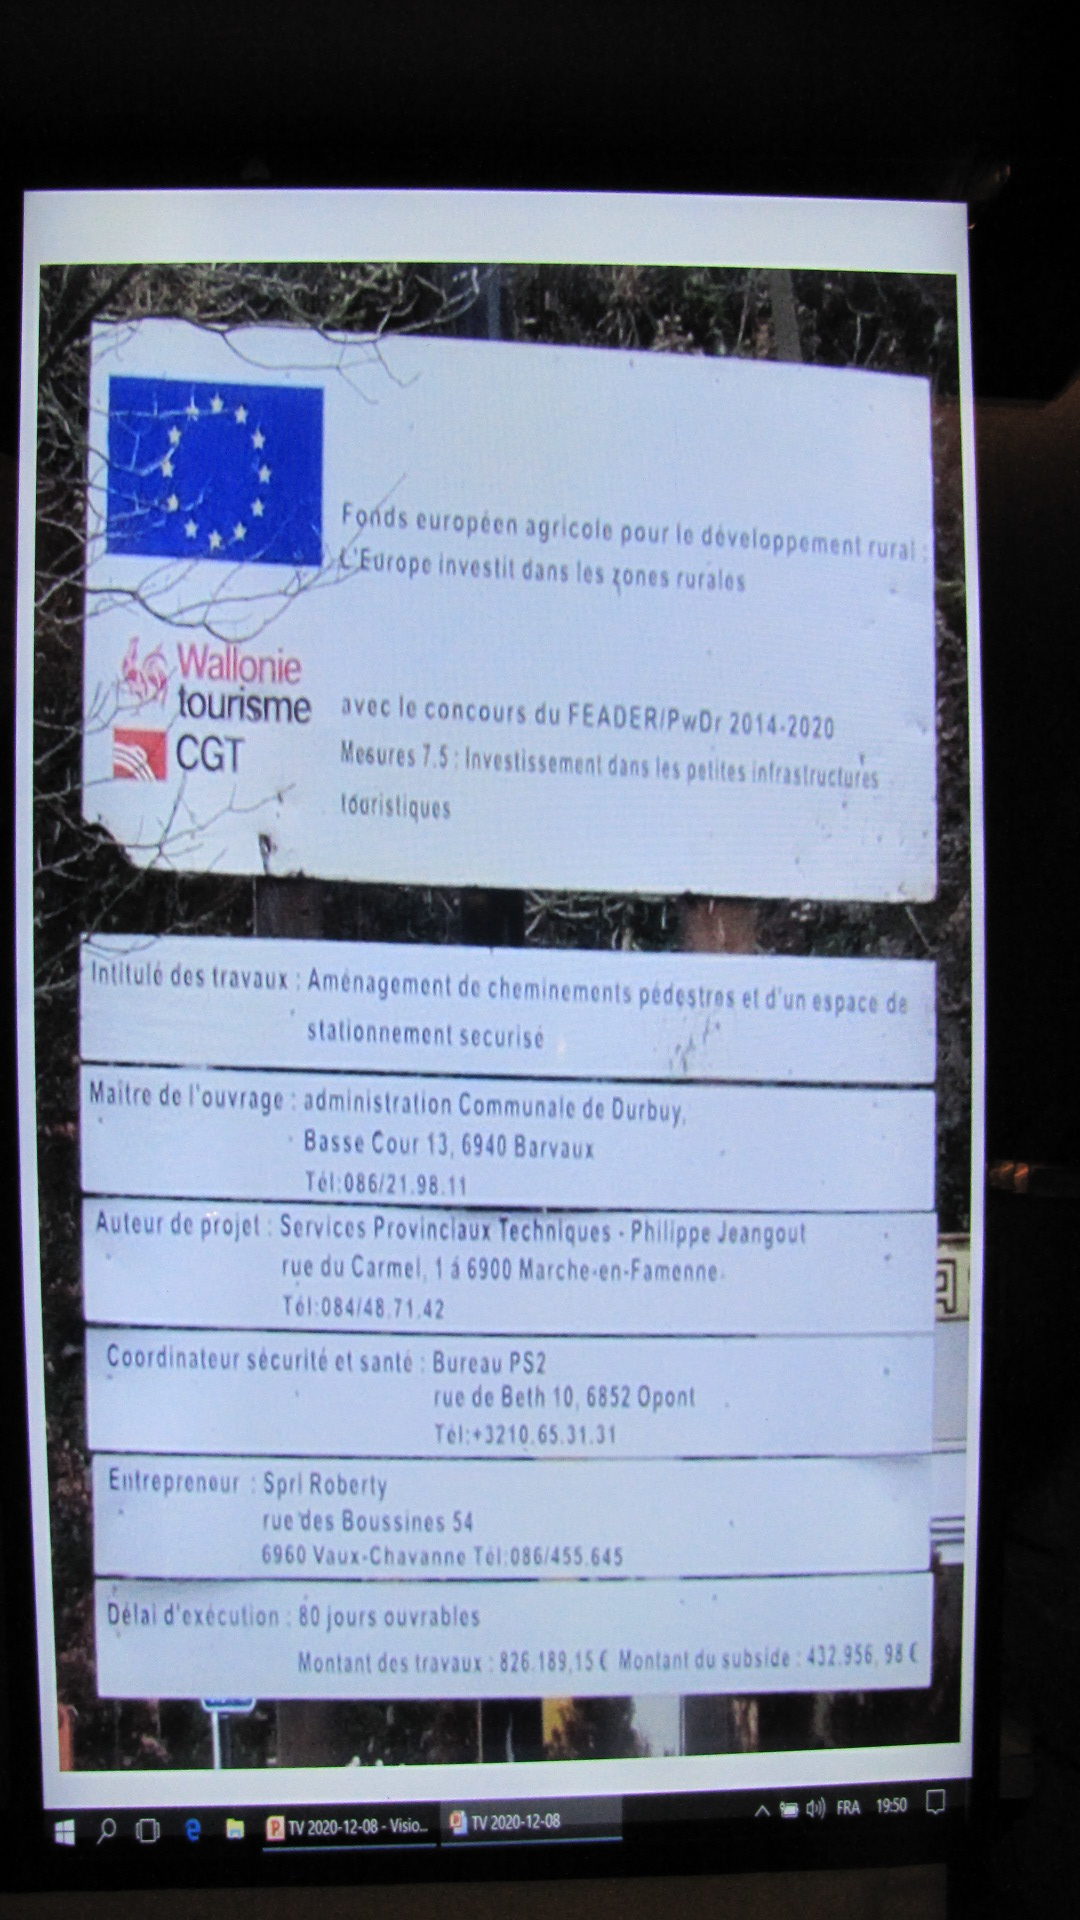 Fonds européen agricole pour le développement rural :
L'Europe investit dans les zones rurales
Wallonie
tourisme
CGT
avec le concours du FEADER/PwDr 2014-2020
Mesures 7.5 : Investissement dans les petites infrastructures
touristiques
Intitulé des travaux : Aménagement de cheminements pédestres et d'un espace de
stationnement securisé
Maître de l'ouvrage : administration Communale de Durbuy,
Basse Cour 13, 6940 Barvaux
Tél:086/21.98.11
Auteur de projet : Services Provinciaux Techniques - Philippe Jeangout
rue du Carmel, 1 à 6900 Marche-en-Famenne
Tél:084/48.71.42
Coordinateur sécurité et santé : Bureau PS2
rue de Beth 10, 6852 Opont
Tél:+3210.65.31.31
Entrepreneur : Sprl Roberty
rue des Boussines 54
6960 Vaux-Chavanne Tél:086/455.645
Délai d'exécution : 80 jours ouvrables
Montant des travaux : 826.189,15 € Montant du subside : 432.956, 98 €
TV 2020-12-08 - Visio...
TV 2020-12-08
FRA
19:50